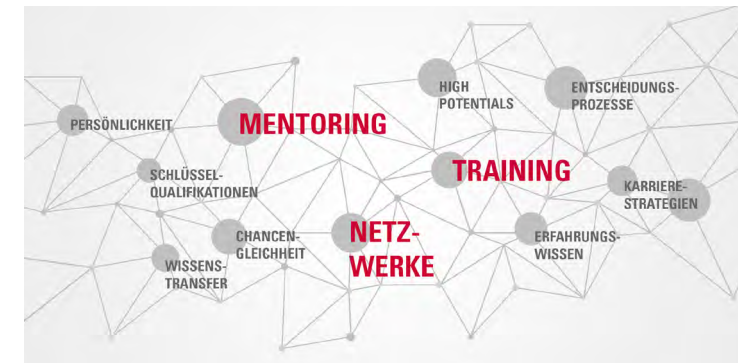 HIGH
POTENTIALS
ENTSCHEIDUNGS-
PROZESSE
PERSÖNLICHKEIT
MENTORING
SCHLÜSSEL-
QUALIFIKATIONEN
TRAINING
KARRIERE-
STRATEGIEN
CHANCEN-
GLEICHHEIT
NETZ-
WERKE
ERFAHRUNGS-
WISSEN
WISSENS-
TRANSFER